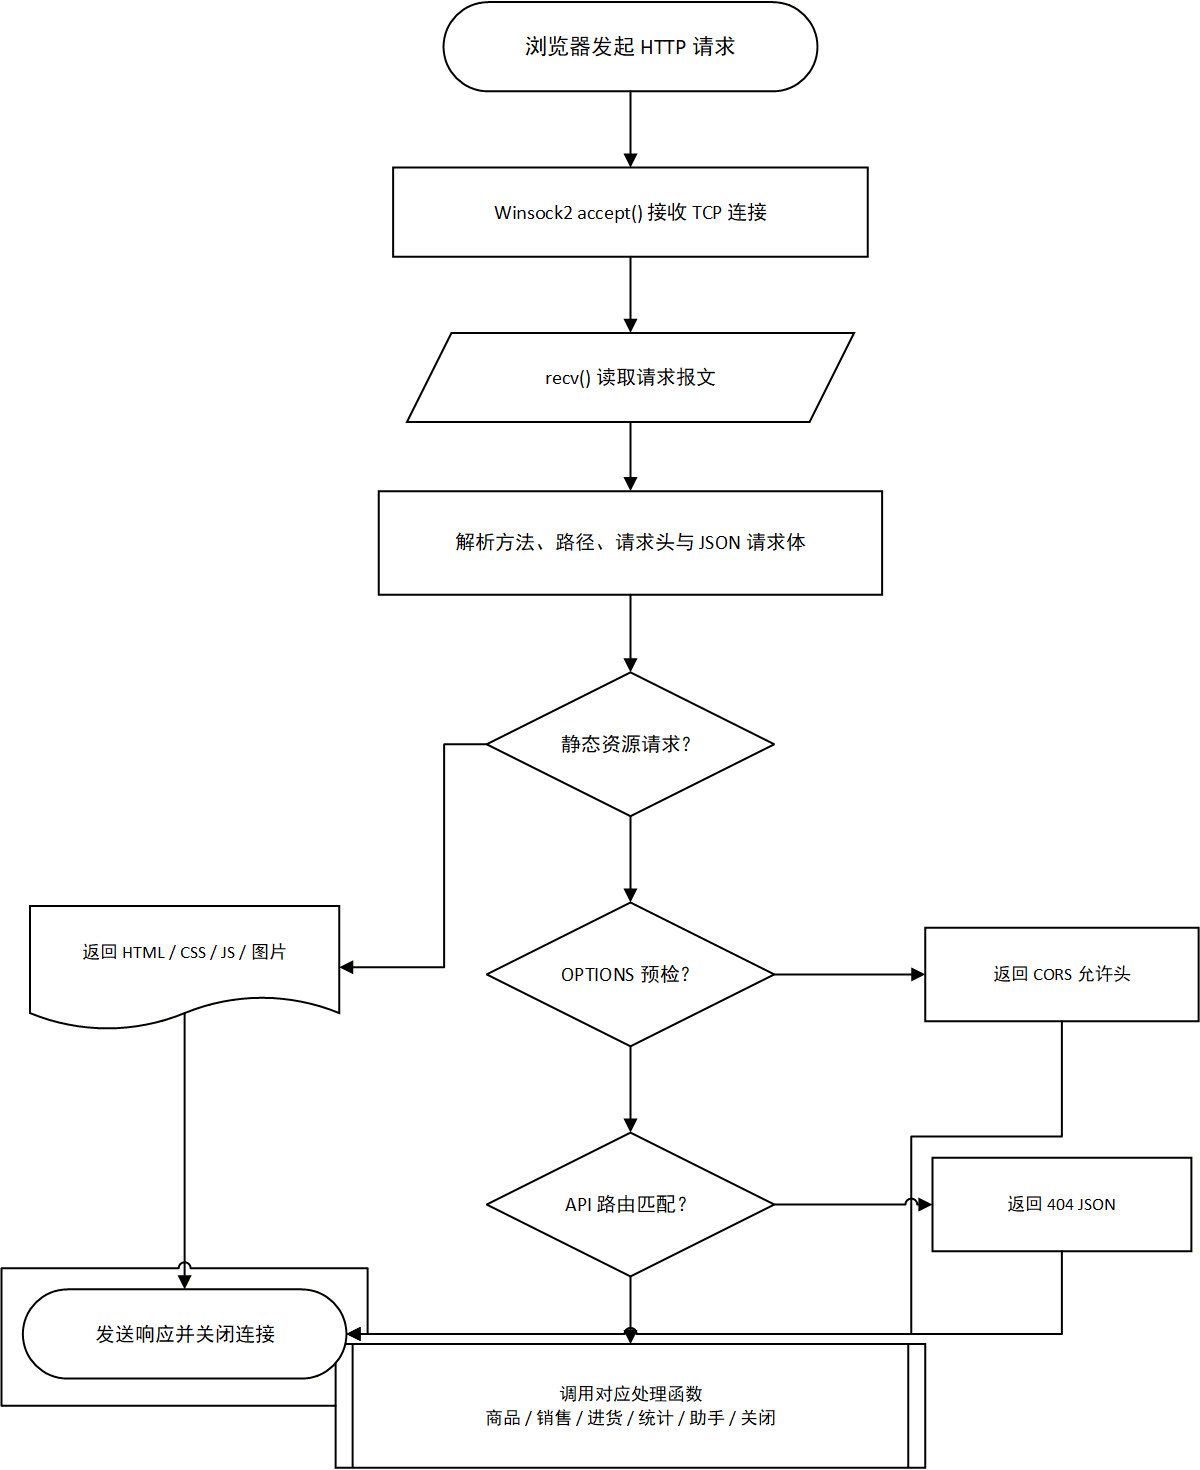 浏览器发起 HTTP 请求
Winsock2 accept() 接收 TCP 连接
recv() 读取请求报文
解析方法、路径、请求头与 JSON 请求体
静态资源请求?
返回 HTML / CSS / JS / 图片
OPTIONS 预检?
返回 CORS 允许头
API 路由匹配?
返回 404 JSON
发送响应并关闭连接
调用对应处理函数
商品 / 销售 / 进货 / 统计 / 助手 / 关闭